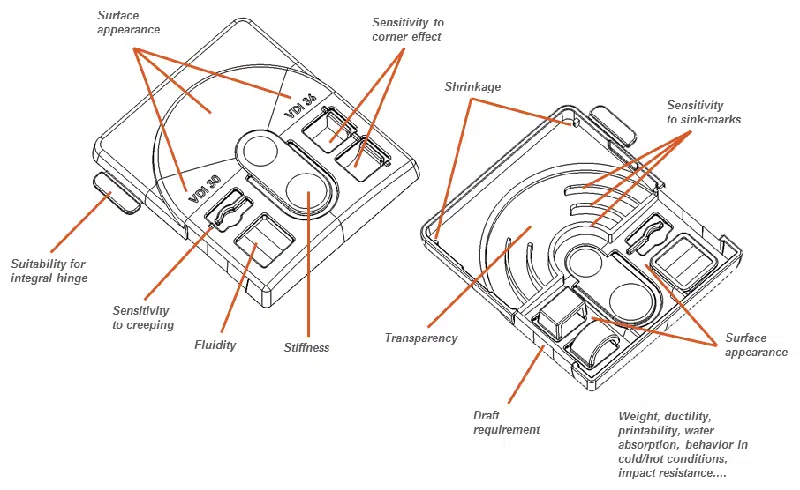 Surface
appearance
Sensitivity to
corner effect
VDI 36
VDI 30
Suitability for
integral hinge
Sensitivity
to creeping
Fluidity
Stiffness
Shrinkage
Sensitivity
to sink-marks
Transparency
Surface
appearance
Draft
requirement
Weight, ductility,
printability, water
absorption, behavior in
cold/hot conditions,
impact resistance....